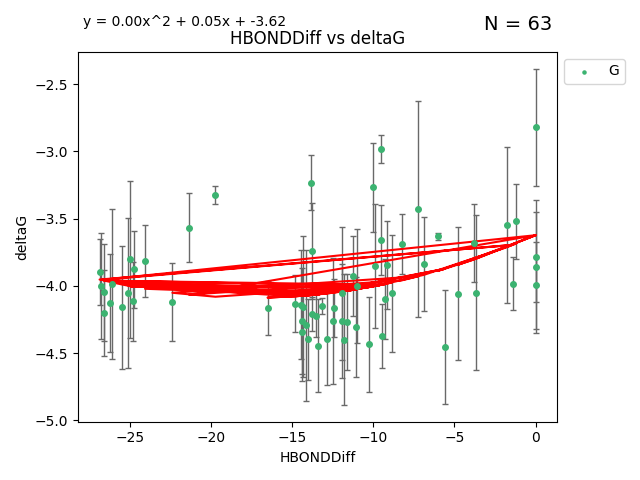 y = 0.00x^2 + 0.05x + -3.62
N = 63
HBONDDiff vs deltaG
G
deltaG
−2.5
−3.0
−3.5
−4.0
−4.5
−5.0
−25 −20 −15 −10 −5 0
HBONDDiff